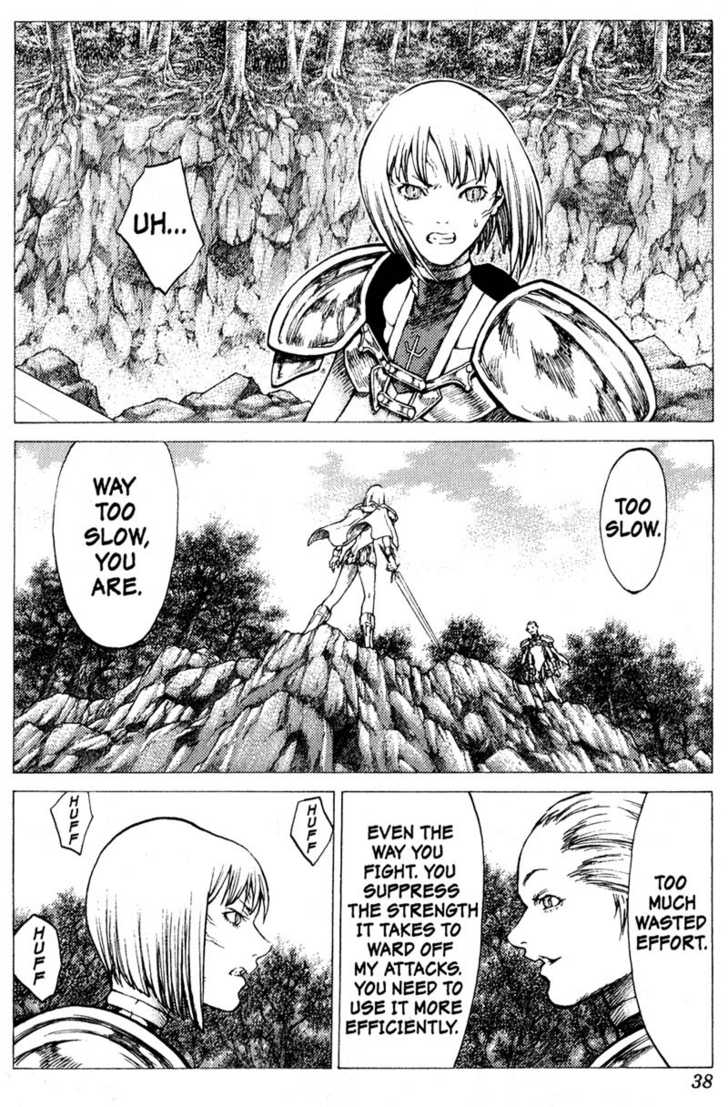 UH...
TOO
SLOW.
WAY
TOO
SLOW,
YOU
ARE.
TOO
MUCH
WASTED
EFFORT.
EVEN THE
WAY YOU
FIGHT. YOU
SUPPRESS
THE STRENGTH
IT TAKES TO
WARD OFF
MY ATTACKS.
YOU NEED TO
USE IT MORE
EFFICIENTLY.
HUFF
HUFF
HUFF
38